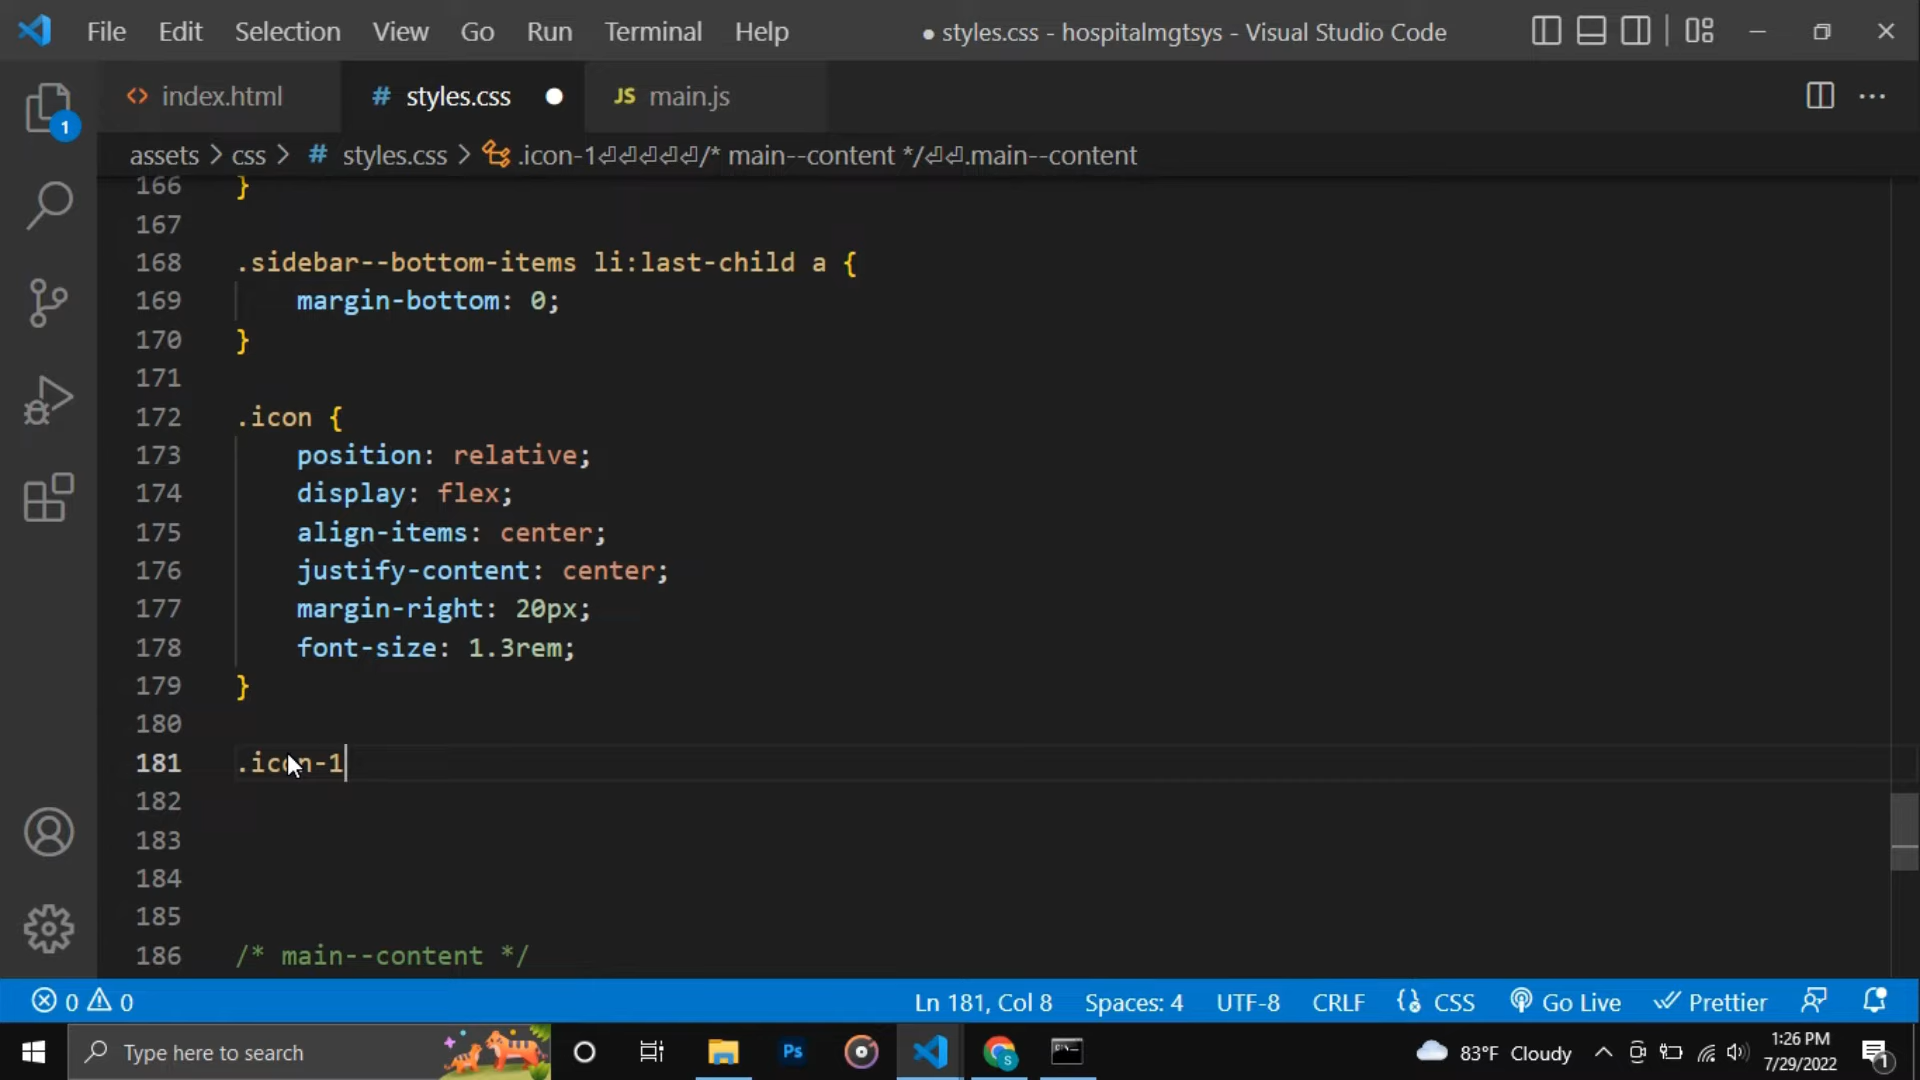 File Edit Selection View Go Run Terminal Help ● styles.css - hospitalmgtsys - Visual Studio Code
<> index.html # styles.css ● JS main.js
assets > css > # styles.css > .icon-1⏎⏎⏎⏎⏎/* main--content */⏎⏎.main--content
166 }
167
168 .sidebar--bottom-items li:last-child a {
169 margin-bottom: 0;
170 }
171
172 .icon {
173 position: relative;
174 display: flex;
175 align-items: center;
176 justify-content: center;
177 margin-right: 20px;
178 font-size: 1.3rem;
179 }
180
181 .icon-1
182
183
184
185
186 /* main--content */
1
0 0 Ln 181, Col 8 Spaces: 4 UTF-8 CRLF CSS Go Live Prettier
Type here to search Ps S 83°F Cloudy 1:26 PM
7/29/2022 1